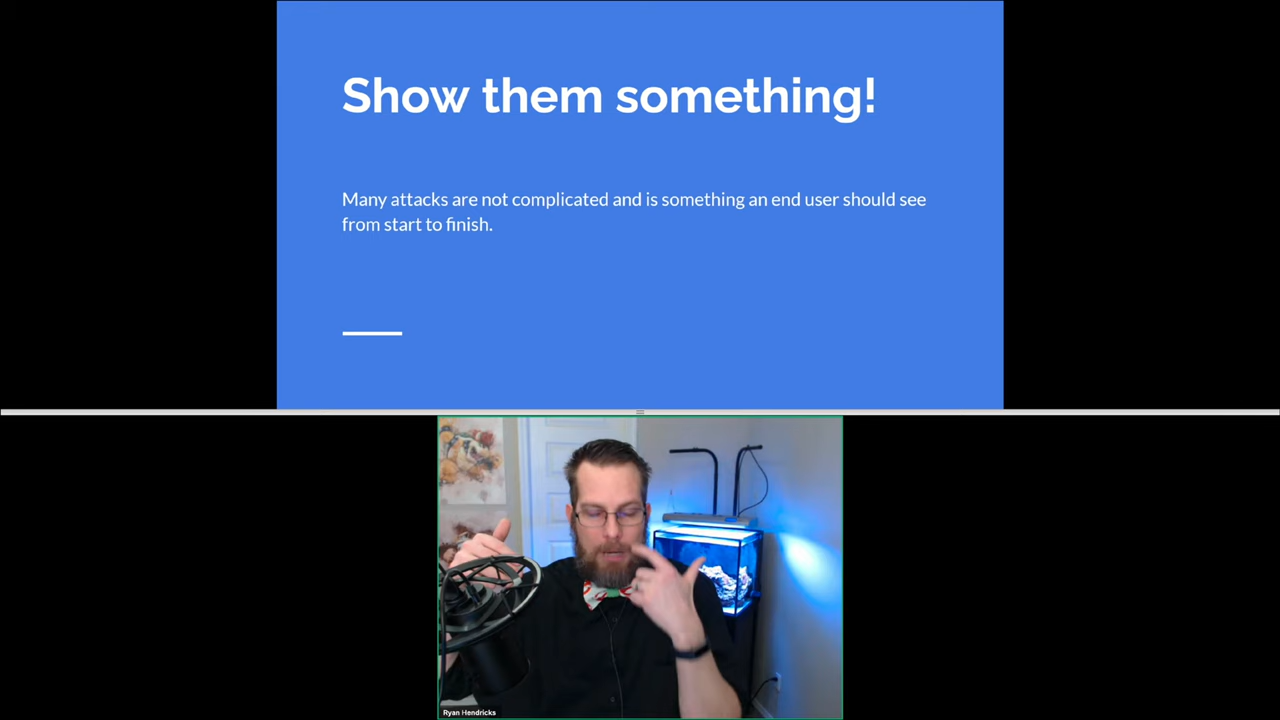 Show them something!
Many attacks are not complicated and is something an end user should see
from start to finish.
Ryan Hendricks